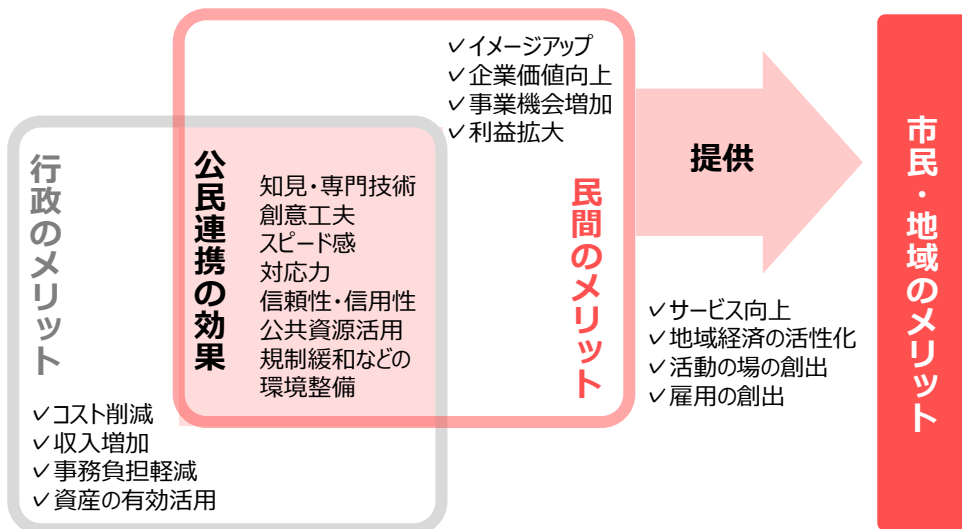 行政のメリット
✓コスト削減
✓収入増加
✓事務負担軽減
✓資産の有効活用
公民連携の効果
知見・専門技術
創意工夫
スピード感
対応力
信頼性・信用性
公共資源活用
規制緩和などの
環境整備
✓イメージアップ
✓企業価値向上
✓事業機会増加
✓利益拡大
民間のメリット
提供
✓サービス向上
✓地域経済の活性化
✓活動の場の創出
✓雇用の創出
市民・地域のメリット